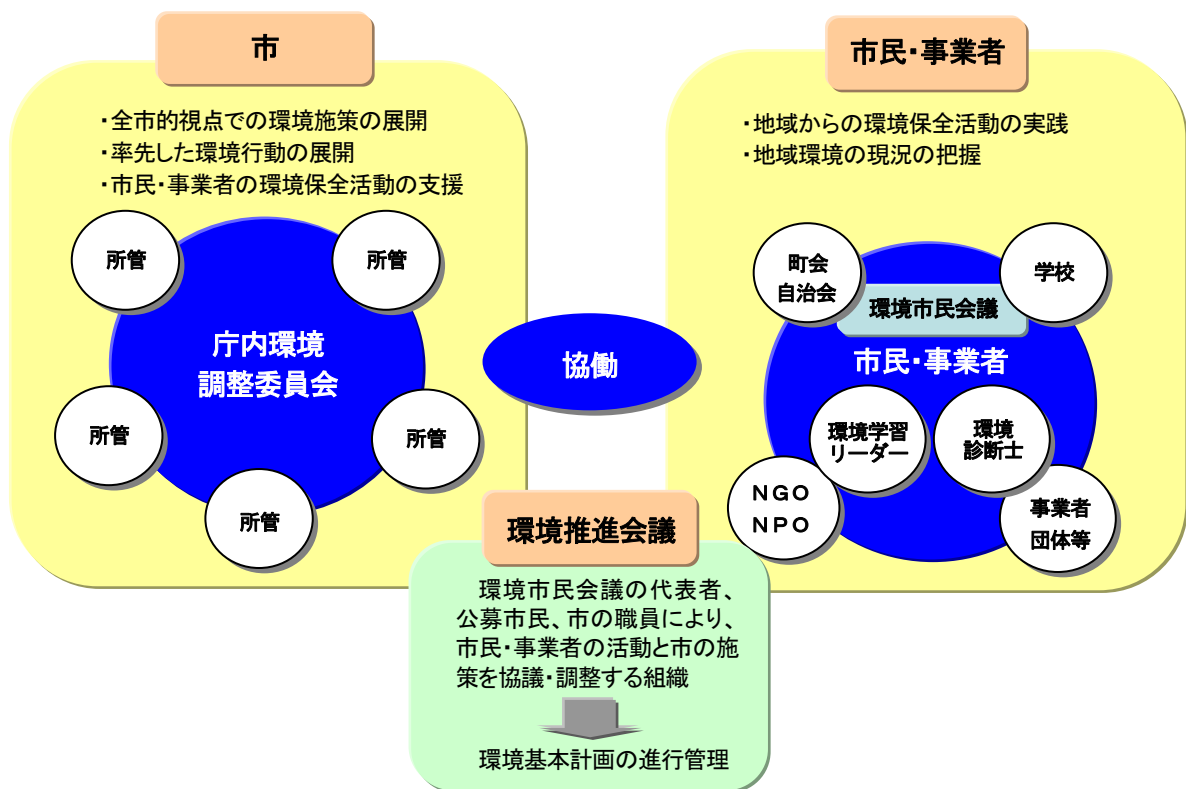 市
・全市的視点での環境施策の展開
・率先した環境行動の展開
・市民・事業者の環境保全活動の支援
所管
所管
庁内環境
調整委員会
所管
所管
所管
協働
市民・事業者
・地域からの環境保全活動の実践
・地域環境の現況の把握
町会
自治会
学校
環境市民会議
市民・事業者
環境学習
リーダー
環境
診断士
NGO
NPO
事業者
団体等
環境推進会議
環境市民会議の代表者、
公募市民、市の職員により、
市民・事業者の活動と市の施
策を協議・調整する組織
環境基本計画の進行管理